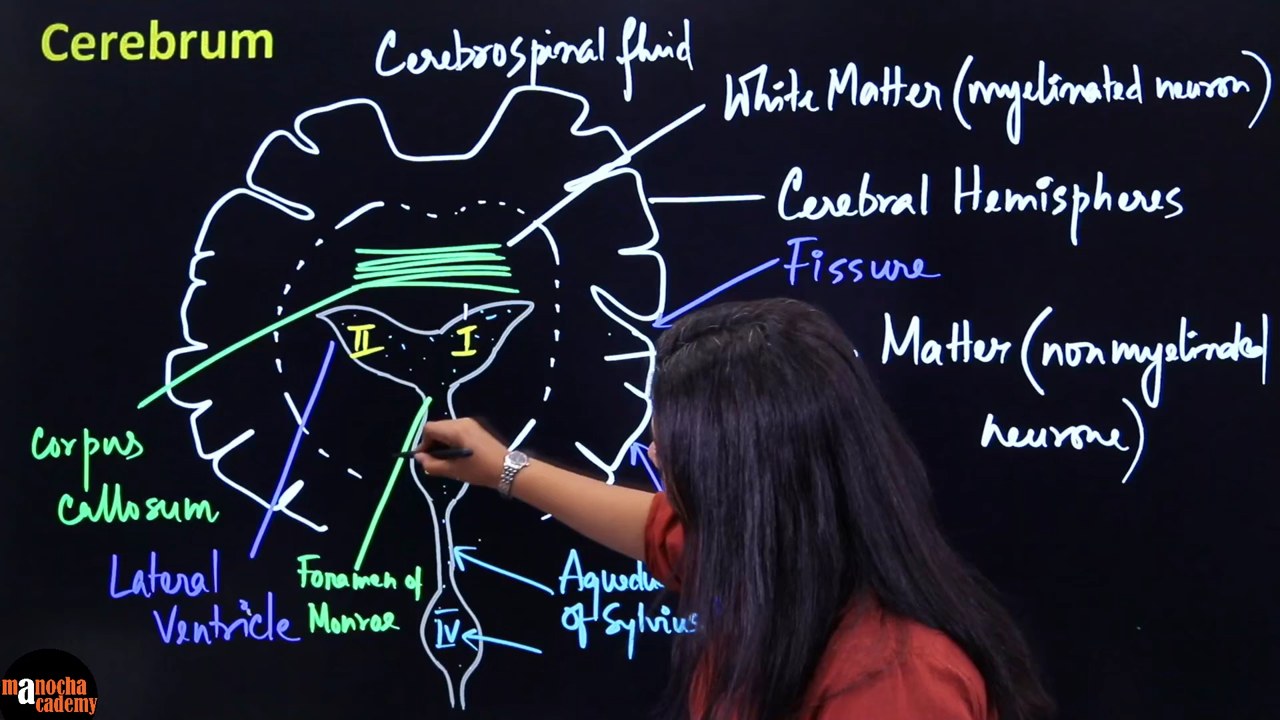 Cerebrum
Cerebrospinal fluid
White Matter (myelinated neuron)
Cerebral Hemispheres
Fissure
Matter (nonmyelinated
neurone)
II
I
Corpus
Callosum
Lateral
Ventricle
Foramen of
Monroe
of Sylvius
IV
manocha
academy